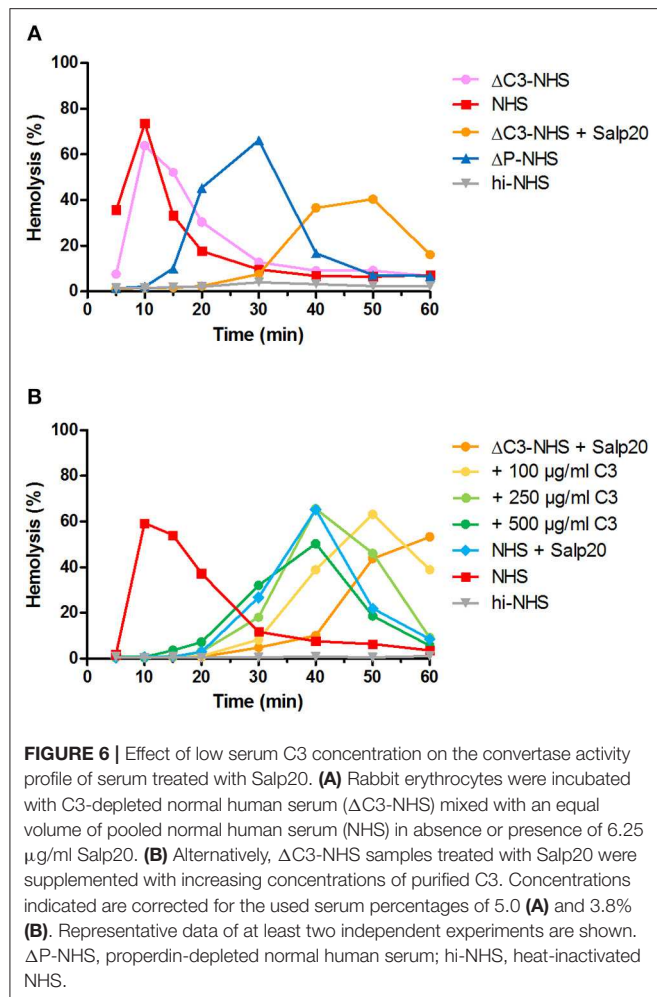 A
100
80
60
40
20
0
Hemolysis (%)
0 10 20 30 40 50 60
Time (min)
ΔC3-NHS
NHS
ΔC3-NHS + Salp20
ΔP-NHS
hi-NHS
B
100
80
60
40
20
0
Hemolysis (%)
0 10 20 30 40 50 60
Time (min)
ΔC3-NHS + Salp20
+ 100 µg/ml C3
+ 250 µg/ml C3
+ 500 µg/ml C3
NHS + Salp20
NHS
hi-NHS
FIGURE 6 | Effect of low serum C3 concentration on the convertase activity
profile of serum treated with Salp20. (A) Rabbit erythrocytes were incubated
with C3-depleted normal human serum (ΔC3-NHS) mixed with an equal
volume of pooled normal human serum (NHS) in absence or presence of 6.25
µg/ml Salp20. (B) Alternatively, ΔC3-NHS samples treated with Salp20 were
supplemented with increasing concentrations of purified C3. Concentrations
indicated are corrected for the used serum percentages of 5.0 (A) and 3.8%
(B). Representative data of at least two independent experiments are shown.
ΔP-NHS, properdin-depleted normal human serum; hi-NHS, heat-inactivated
NHS.